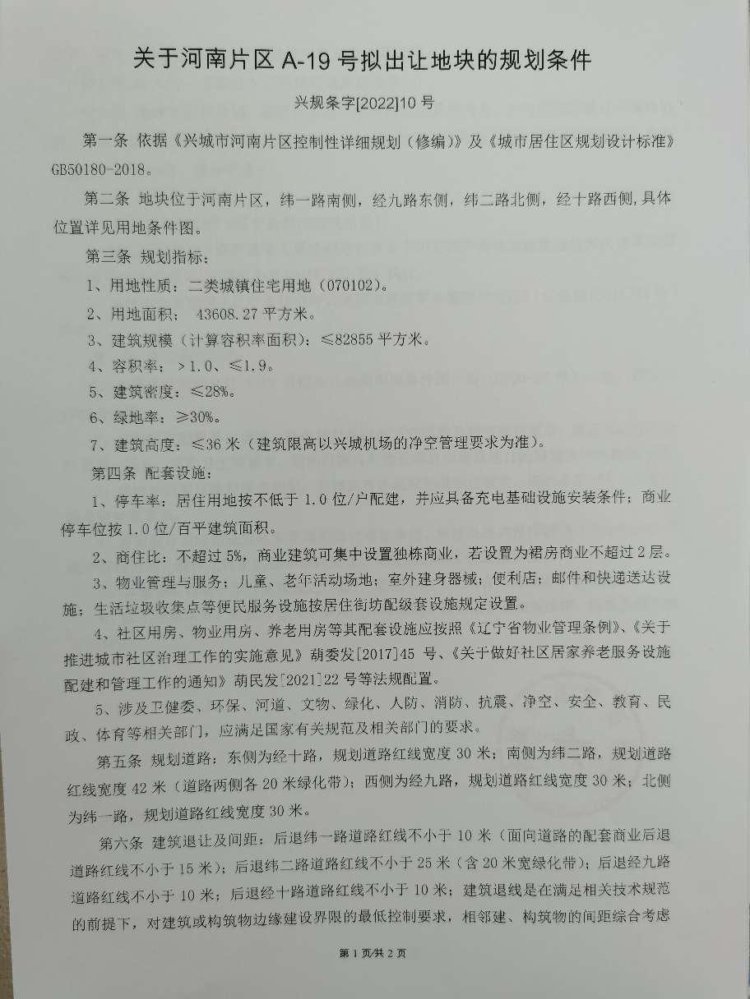 关于河南片区 A-19 号拟出让地块的规划条件
兴规条字[2022]10 号
第一条 依据《兴城市河南片区控制性详细规划（修编）》及《城市居住区规划设计标准》
GB50180-2018。
第二条 地块位于河南片区，纬一路南侧，经九路东侧，纬二路北侧，经十路西侧,具体
位置详见用地条件图。
第三条 规划指标：
1、用地性质：二类城镇住宅用地（070102）。
2、用地面积： 43608.27 平方米。
3、建筑规模（计算容积率面积）：≤82855 平方米。
4、容积率：＞1.0、≤1.9。
5、建筑密度：≤28%。
6、绿地率：≥30%。
7、建筑高度：≤36 米（建筑限高以兴城机场的净空管理要求为准）。
第四条 配套设施：
1、停车率：居住用地按不低于 1.0 位/户配建，并应具备充电基础设施安装条件；商业
停车位按 1.0 位/百平建筑面积。
2、商住比：不超过 5%，商业建筑可集中设置独栋商业，若设置为裙房商业不超过 2 层。
3、物业管理与服务；儿童、老年活动场地；室外健身器械；便利店；邮件和快递送达设
施；生活垃圾收集点等便民服务设施按居住街坊配级套设施规定设置。
4、社区用房、物业用房、养老用房等其配套设施应按照《辽宁省物业管理条例》、《关于
推进城市社区治理工作的实施意见》葫委发[2017]45 号、《关于做好社区居家养老服务设施
配建和管理工作的通知》葫民发[2021]22 号等法规配置。
5、涉及卫健委、环保、河道、文物、绿化、人防、消防、抗震、净空、安全、教育、民
政、体育等相关部门，应满足国家有关规范及相关部门的要求。
第五条 规划道路：东侧为经十路，规划道路红线宽度 30 米；南侧为纬二路，规划道路
红线宽度 42 米（道路两侧各 20 米绿化带）；西侧为经九路，规划道路红线宽度 30 米；北侧
为纬一路，规划道路红线宽度 30 米。
第六条 建筑退让及间距：后退纬一路道路红线不小于 10 米（面向道路的配套商业后退
道路红线不小于 15 米）；后退纬二路道路红线不小于 25 米（含 20 米宽绿化带）；后退经九路
道路红线不小于 10 米；后退经十路道路红线不小于 10 米；建筑退线是在满足相关技术规范
的前提下，对建筑或构筑物边缘建设界限的最低控制要求，相邻建、构筑物的间距综合考虑
第 1 页/共 2 页